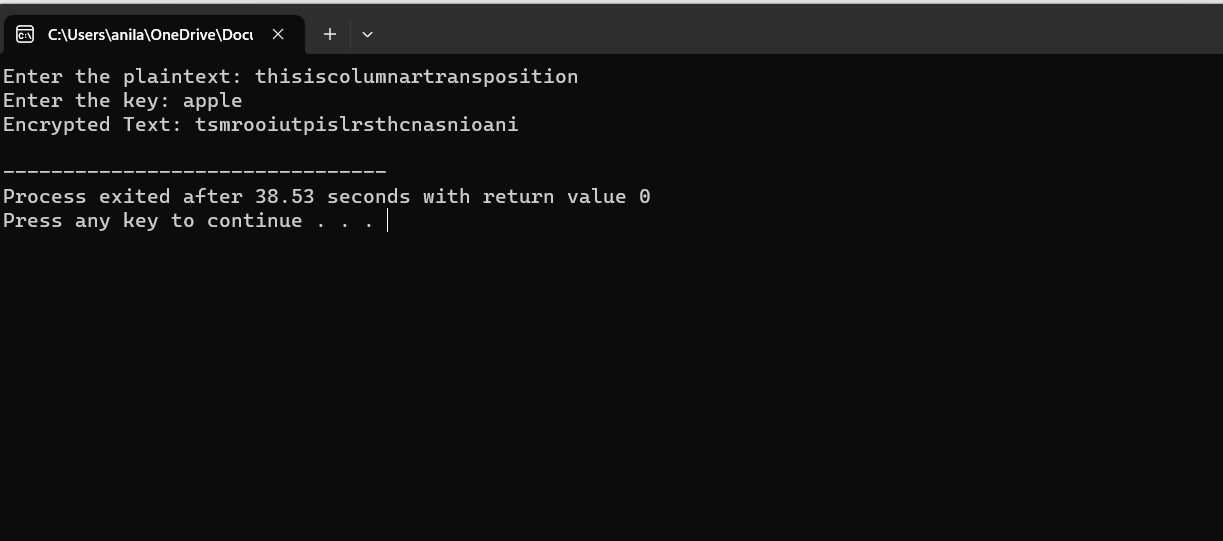 C:\Users\anila\OneDrive\Docu
Enter the plaintext: thisiscolumnartransposition
Enter the key: apple
Encrypted Text: tsmrooiutpislrsthcnasnioani
--------------------------------
Process exited after 38.53 seconds with return value 0
Press any key to continue . . .